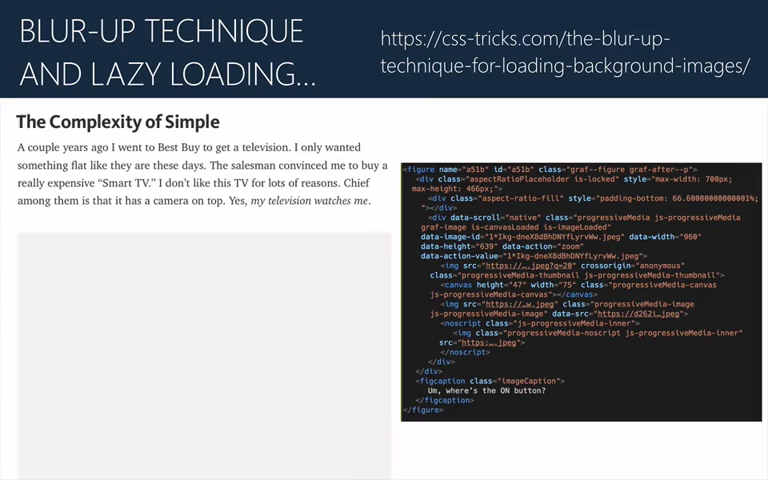 BLUR-UP TECHNIQUE
AND LAZY LOADING...
https://css-tricks.com/the-blur-up-
technique-for-loading-background-images/
The Complexity of Simple
A couple years ago I went to Best Buy to get a television. I only wanted
something flat like they are these days. The salesman convinced me to buy a
really expensive “Smart TV.” I don’t like this TV for lots of reasons. Chief
among them is that it has a camera on top. Yes, my television watches me.
<figure name="a51b" id="a51b" class="graf--figure graf-after--p">
<div class="aspectRatioPlaceholder is-locked" style="max-width: 700px;
max-height: 466px;">
<div class="aspect-ratio-fill" style="padding-bottom: 66.60000000000001%;
"></div>
<div data-scroll="native" class="progressiveMedia js-progressiveMedia
graf-image is-canvasLoaded is-imageLoaded"
data-image-id="1*Ikg-dneX8dBhDNYfLyrvWw.jpeg" data-width="960"
data-height="639" data-action="zoom"
data-action-value="1*Ikg-dneX8dBhDNYfLyrvWw.jpeg">
<img src="https://….jpeg?q=20" crossorigin="anonymous"
class="progressiveMedia-thumbnail js-progressiveMedia-thumbnail">
<canvas height="47" width="75" class="progressiveMedia-canvas
js-progressiveMedia-canvas"></canvas>
<img src="https://…w.jpeg" class="progressiveMedia-image
js-progressiveMedia-image" data-src="https://d262i….jpeg">
<noscript class="js-progressiveMedia-inner">
<img class="progressiveMedia-noscript js-progressiveMedia-inner"
src="https:….jpeg">
</noscript>
</div>
</div>
<figcaption class="imageCaption">
Um, where’s the ON button?
</figcaption>
</figure>